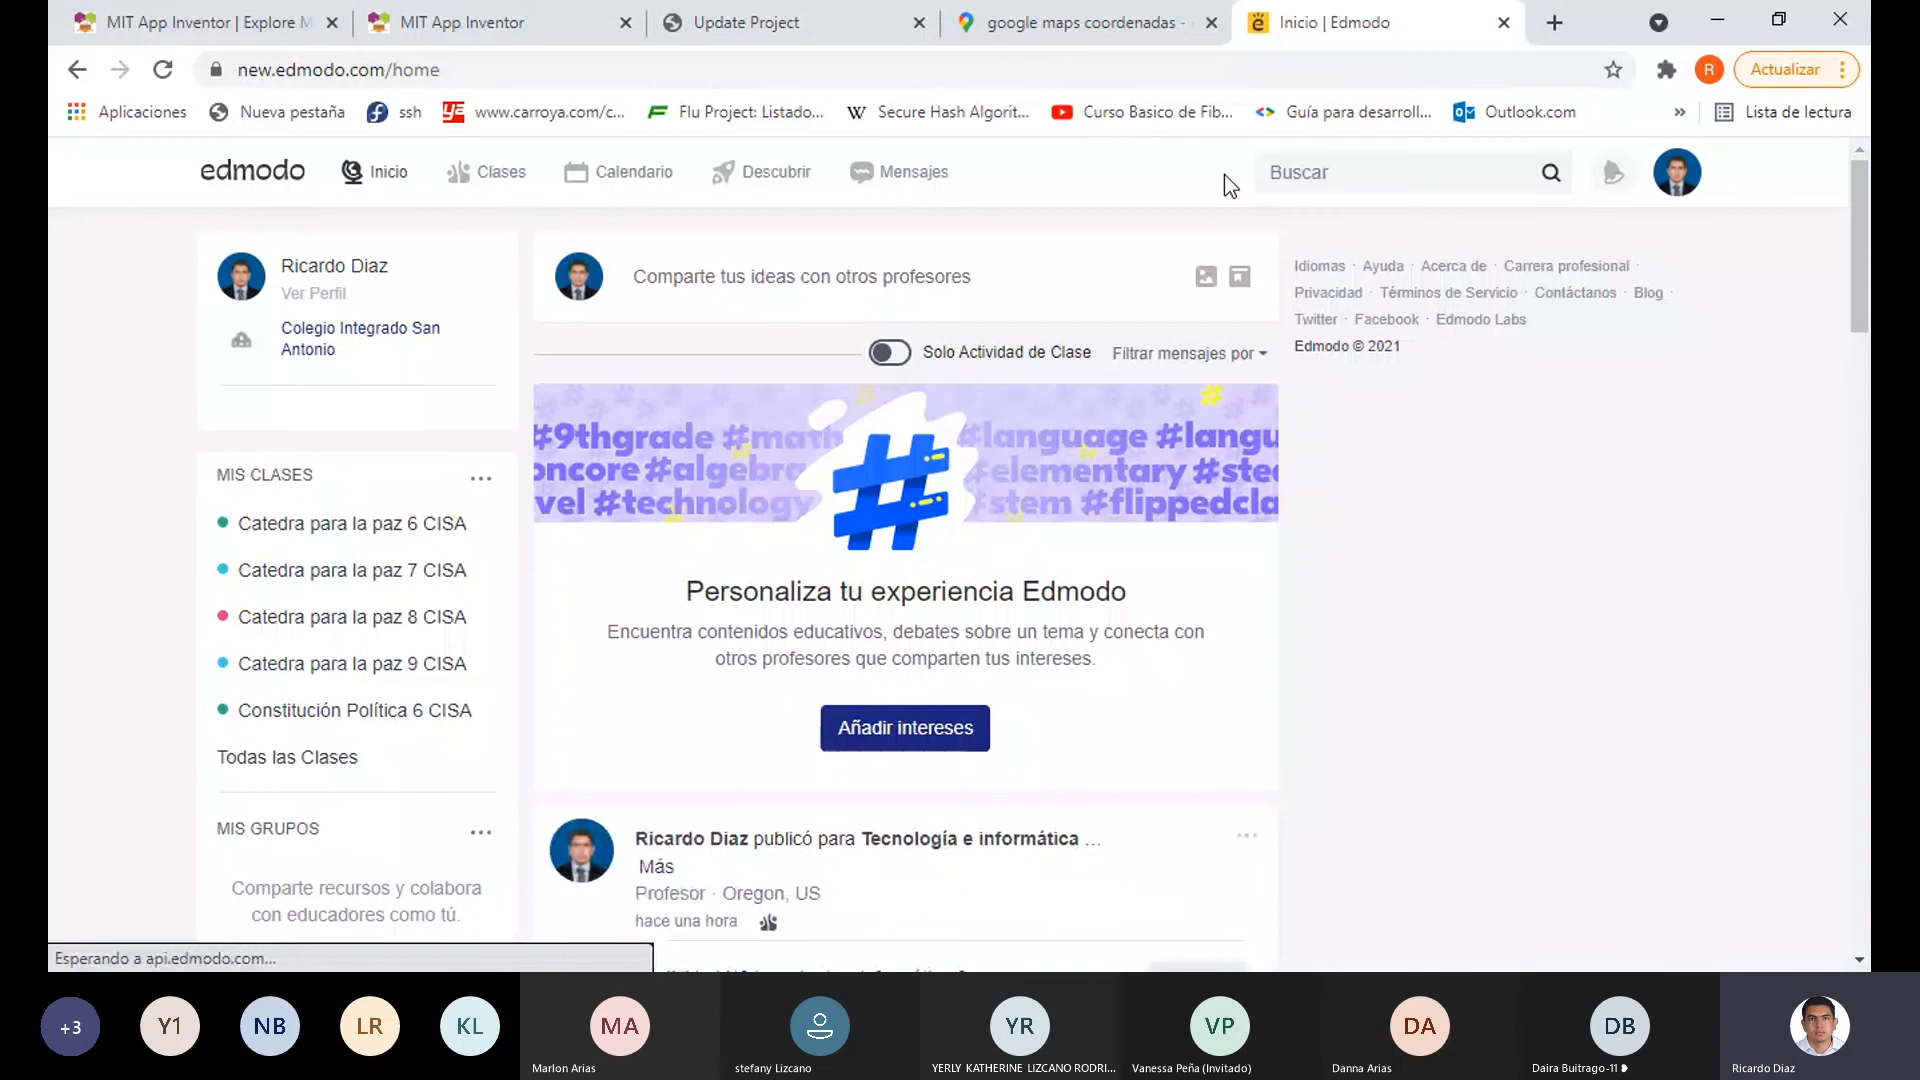 MIT App Inventor | Explore M
MIT App Inventor
Update Project
google maps coordenadas -
Inicio | Edmodo
new.edmodo.com/home
R
Actualizar
Aplicaciones
Nueva pestaña
ssh
www.carroya.com/c...
Flu Project: Listado...
W
Secure Hash Algorit...
Curso Basico de Fib...
Guía para desarroll...
Outlook.com
»
Lista de lectura
edmodo
Inicio
Clases
Calendario
Descubrir
Mensajes
Buscar
Ricardo Diaz
Ver Perfil
Colegio Integrado San
Antonio
MIS CLASES
Catedra para la paz 6 CISA
Catedra para la paz 7 CISA
Catedra para la paz 8 CISA
Catedra para la paz 9 CISA
Constitución Política 6 CISA
Todas las Clases
MIS GRUPOS
Comparte recursos y colabora
con educadores como tú.
Comparte tus ideas con otros profesores
Solo Actividad de Clase
Filtrar mensajes por
#9thgrade #math #language #langu
oncore #algebra #elementary #stee
vel #technology #stem #flippedcla
#
Personaliza tu experiencia Edmodo
Encuentra contenidos educativos, debates sobre un tema y conecta con
otros profesores que comparten tus intereses.
Añadir intereses
Ricardo Diaz publicó para Tecnología e informática ...
Más
Profesor · Oregon, US
hace una hora
Idiomas · Ayuda · Acerca de · Carrera profesional ·
Privacidad · Términos de Servicio · Contáctanos · Blog ·
Twitter · Facebook · Edmodo Labs
Edmodo © 2021
Esperando a api.edmodo.com...
+3
Y1
NB
LR
KL
MA
YR
VP
DA
DB
Marlon Arias
stefany Lizcano
YERLY KATHERINE LIZCANO RODRI...
Vanessa Peña (Invitado)
Danna Arias
Daira Buitrago-11
Ricardo Diaz